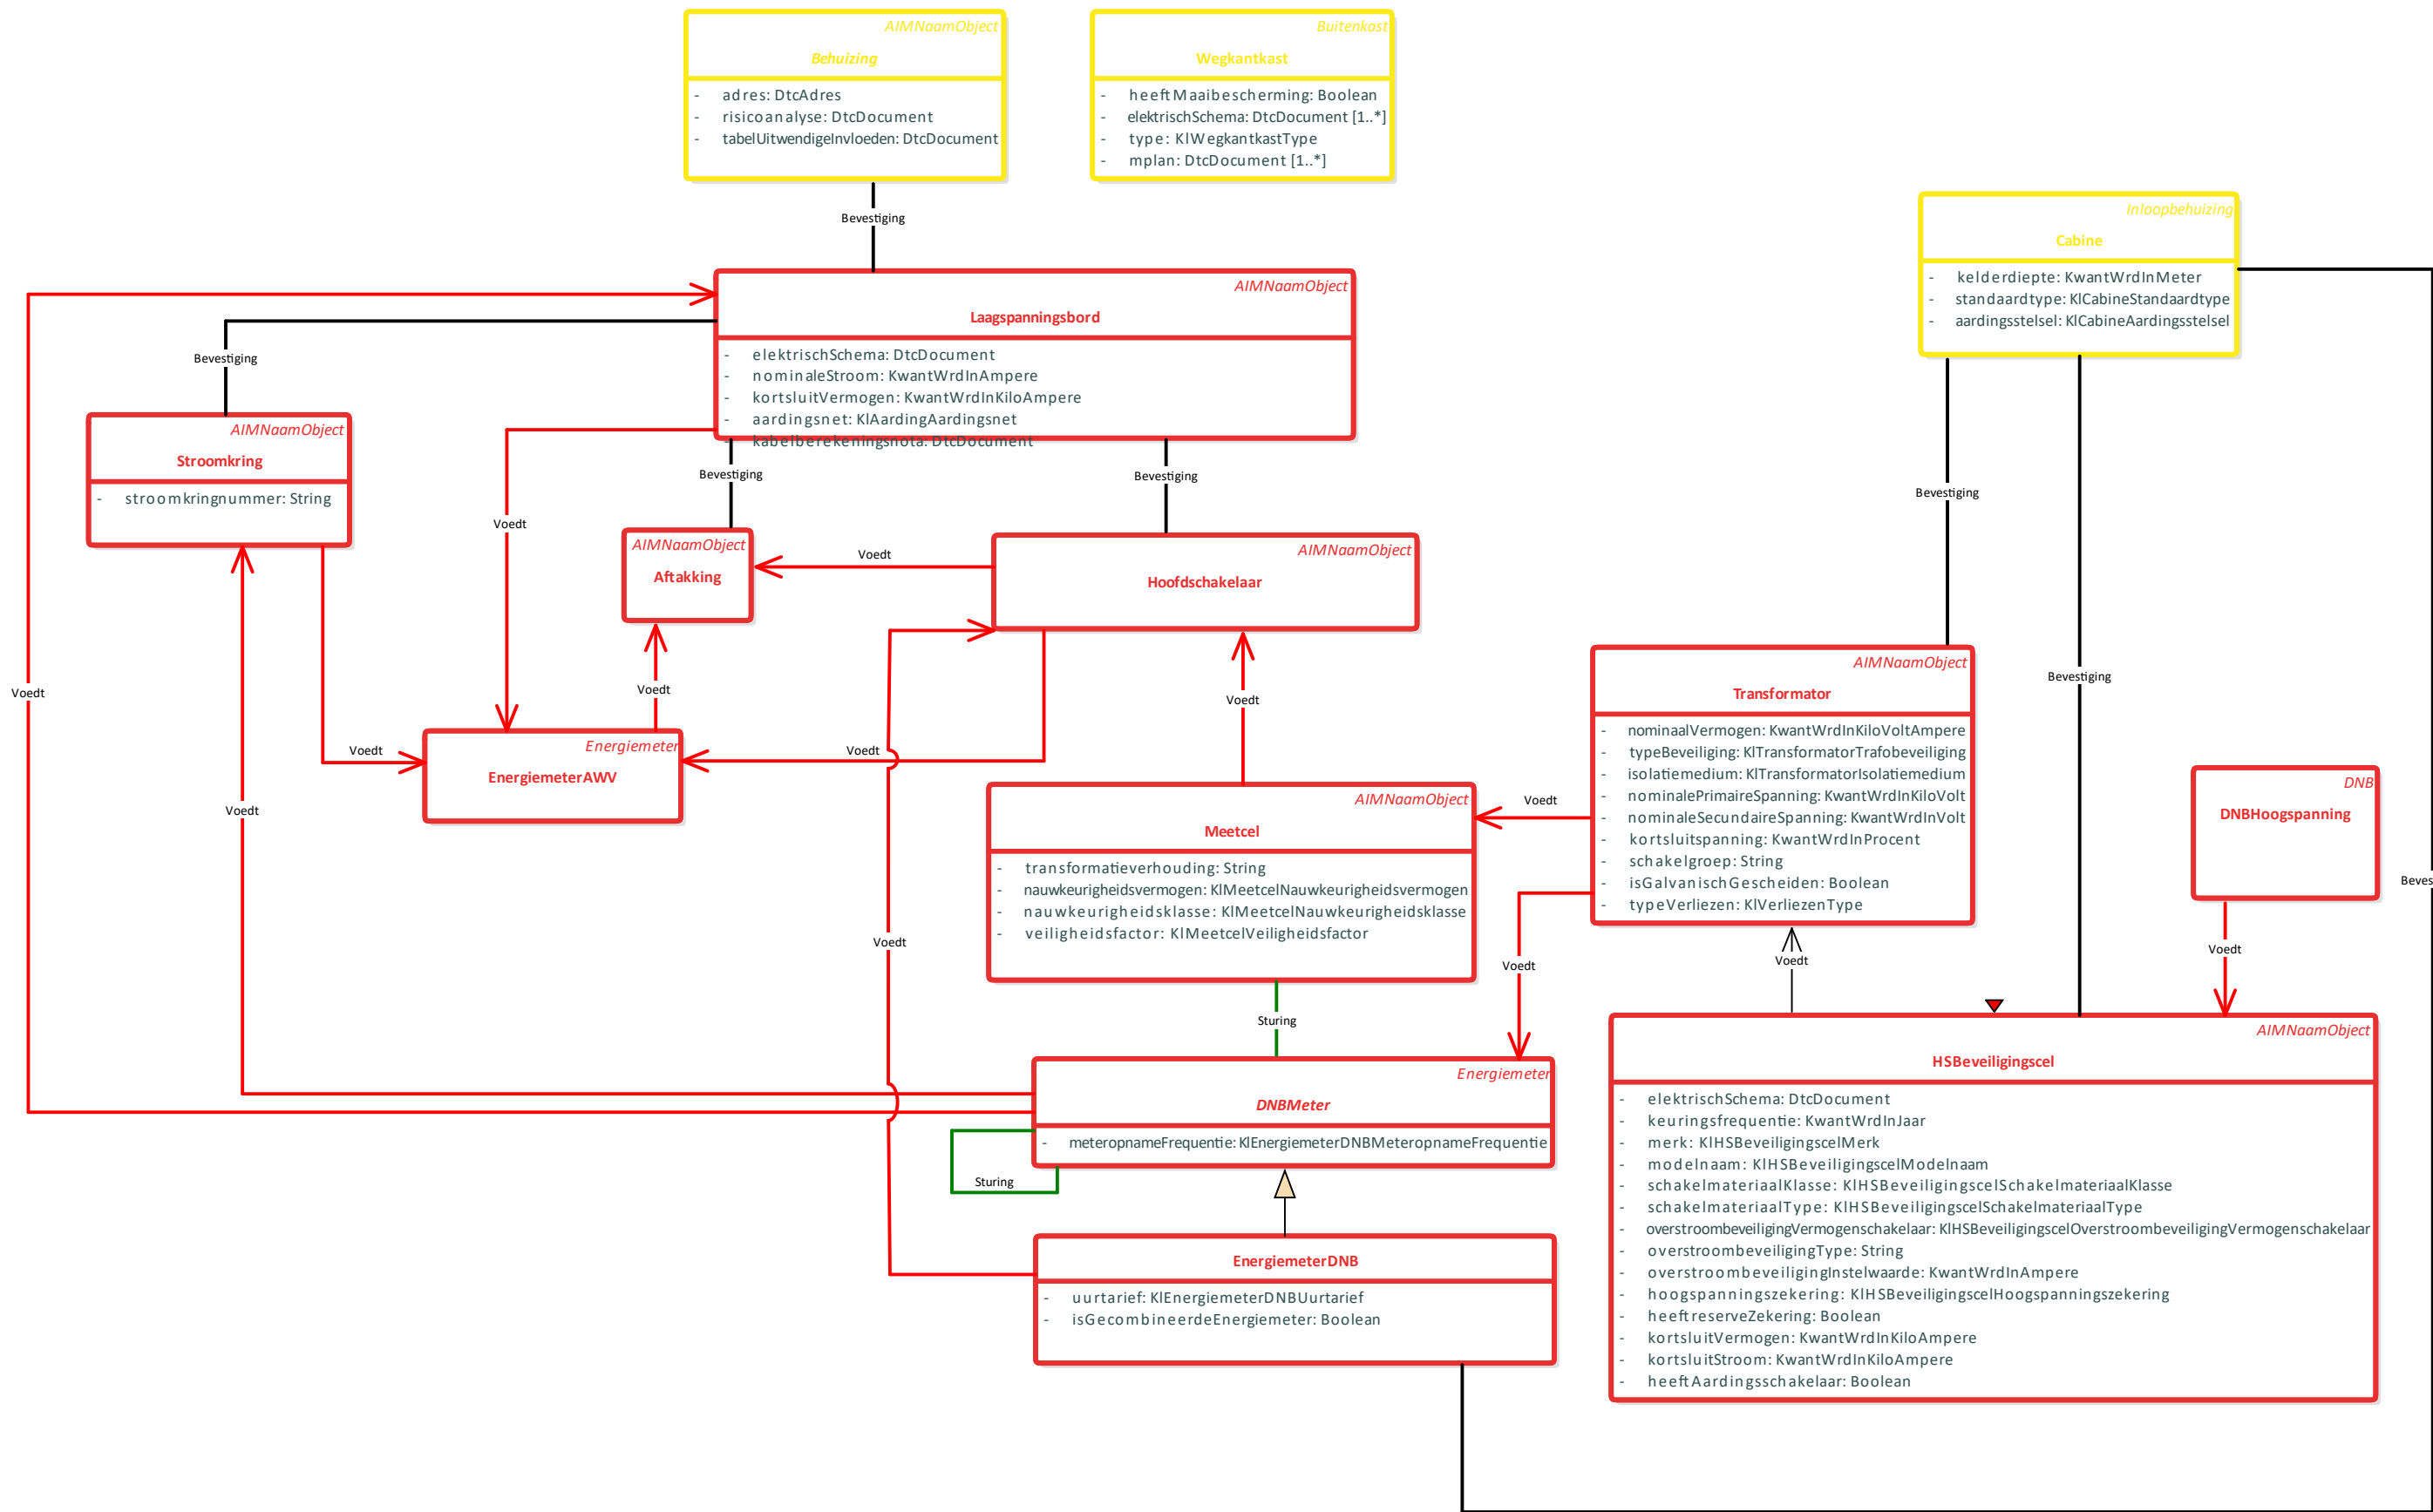 AIMNaamObject
Behuizing
- adres: DtcAdres
- risicoanalyse: DtcDocument
- tabelUitwendigeInvloeden: DtcDocument
Buitenkast
Wegkantkast
- heeftMaaibescherming: Boolean
- elektrischSchema: DtcDocument [1..*]
- type: KlWegkantkastType
- mplan: DtcDocument [1..*]
Bevestiging
Inloopbehuizing
Cabine
- kelderdiepte: KwantWrdInMeter
- standaardtype: KlCabineStandaardtype
- aardingsstelsel: KlCabineAardingsstelsel
AIMNaamObject
Laagspanningsbord
- elektrischSchema: DtcDocument
- nominaleStroom: KwantWrdInAmpere
- kortsluitVermogen: KwantWrdInKiloAmpere
- aardingsnet: KlAardingAardingsnet
- kabelberekeningsnota: DtcDocument
Bevestiging
AIMNaamObject
Stroomkring
- stroomkringnummer: String
Bevestiging
Bevestiging
Bevestiging
Voedt
AIMNaamObject
Aftakking
Voedt
AIMNaamObject
Hoofdschakelaar
Voedt
Voedt
Voedt
Bevestiging
AIMNaamObject
Transformator
- nominaalVermogen: KwantWrdInKiloVoltAmpere
- typeBeveiliging: KlTransformatorTrafobeveiliging
- isolatiemedium: KlTransformatorIsolatiemedium
- nominalePrimaireSpanning: KwantWrdInKiloVolt
- nominaleSecundaireSpanning: KwantWrdInVolt
- kortsluitspanning: KwantWrdInProcent
- schakelgroep: String
- isGalvanischGescheiden: Boolean
- typeVerliezen: KlVerliezenType
Voedt
Energiemeter
EnergiemeterAWV
Voedt
Voedt
AIMNaamObject
Meetcel
- transformatieverhouding: String
- nauwkeurigheidsvermogen: KlMeetcelNauwkeurigheidsvermogen
- nauwkeurigheidsklasse: KlMeetcelNauwkeurigheidsklasse
- veiligheidsfactor: KlMeetcelVeiligheidsfactor
Voedt
DNB
DNBHoogspanning
Beves
Voedt
Voedt
Voedt
Voedt
Voedt
Sturing
Energiemeter
DNBMeter
- meteropnameFrequentie: KlEnergiemeterDNBMeteropnameFrequentie
Sturing
EnergiemeterDNB
- uurtarief: KlEnergiemeterDNBUurtarief
- isGecombineerdeEnergiemeter: Boolean
AIMNaamObject
HSBeveiligingscel
- elektrischSchema: DtcDocument
- keuringsfrequentie: KwantWrdInJaar
- merk: KlHSBeveiligingscelMerk
- modelnaam: KlHSBeveiligingscelModelnaam
- schakelmateriaalKlasse: KlHSBeveiligingscelSchakelmateriaalKlasse
- schakelmateriaalType: KlHSBeveiligingscelSchakelmateriaalType
- overstroombeveiligingVermogenschakelaar: KlHSBeveiligingscelOverstroombeveiligingVermogenschakelaar
- overstroombeveiligingType: String
- overstroombeveiligingInstelwaarde: KwantWrdInAmpere
- hoogspanningszekering: KlHSBeveiligingscelHoogspanningszekering
- heeftreserveZekering: Boolean
- kortsluitVermogen: KwantWrdInKiloAmpere
- kortsluitStroom: KwantWrdInKiloAmpere
- heeftAardingsschakelaar: Boolean